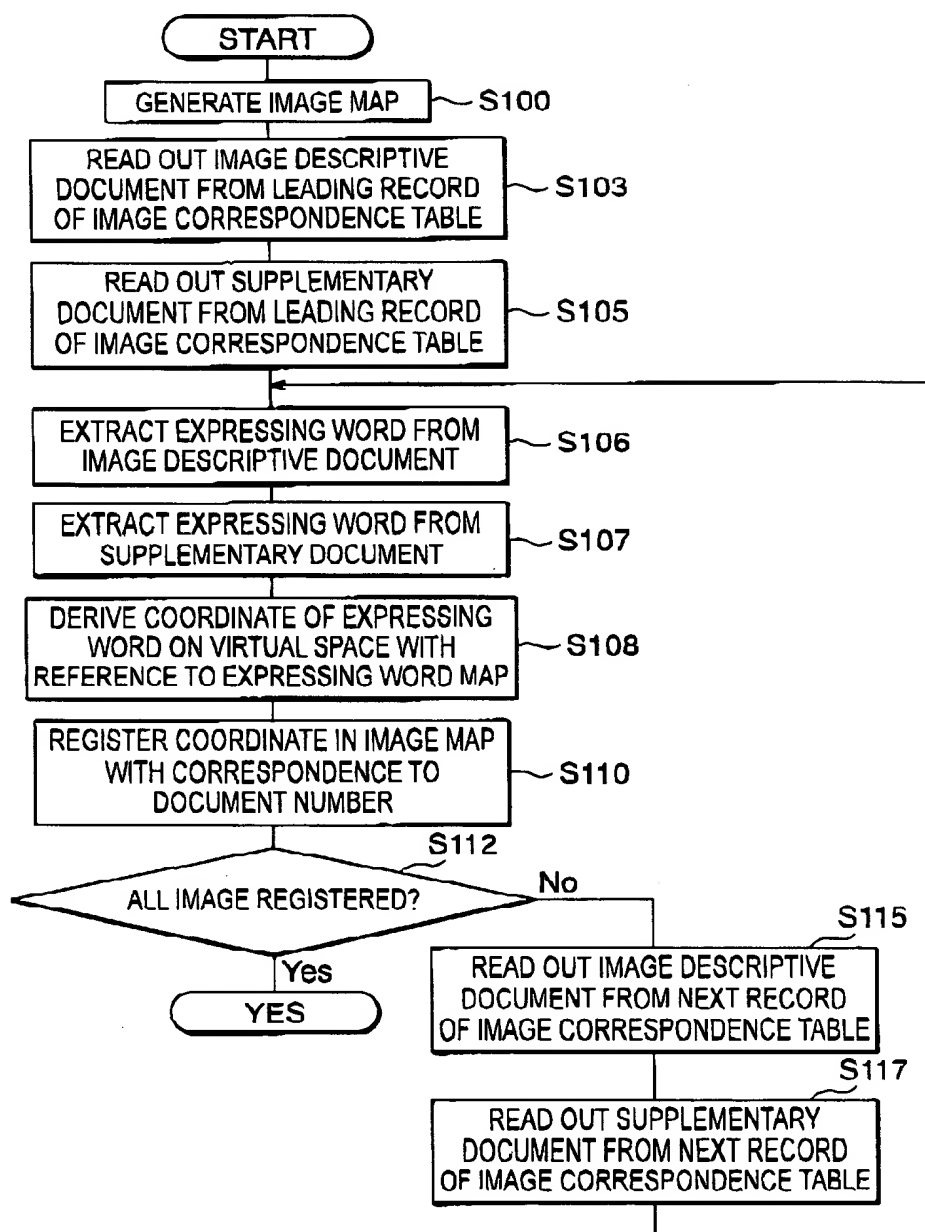 START
GENERATE IMAGE MAP
S100
READ OUT IMAGE DESCRIPTIVE
DOCUMENT FROM LEADING RECORD
OF IMAGE CORRESPONDENCE TABLE
S103
READ OUT SUPPLEMENTARY
DOCUMENT FROM LEADING RECORD
OF IMAGE CORRESPONDENCE TABLE
S105
EXTRACT EXPRESSING WORD FROM
IMAGE DESCRIPTIVE DOCUMENT
S106
EXTRACT EXPRESSING WORD FROM
SUPPLEMENTARY DOCUMENT
S107
DERIVE COORDINATE OF EXPRESSING
WORD ON VIRTUAL SPACE WITH
REFERENCE TO EXPRESSING WORD MAP
S108
REGISTER COORDINATE IN IMAGE MAP
WITH CORRESPONDENCE TO
DOCUMENT NUMBER
S110
S112
ALL IMAGE REGISTERED?
No
Yes
YES
S115
READ OUT IMAGE DESCRIPTIVE
DOCUMENT FROM NEXT RECORD
OF IMAGE CORRESPONDENCE TABLE
S117
READ OUT SUPPLEMENTARY
DOCUMENT FROM NEXT RECORD
OF IMAGE CORRESPONDENCE TABLE